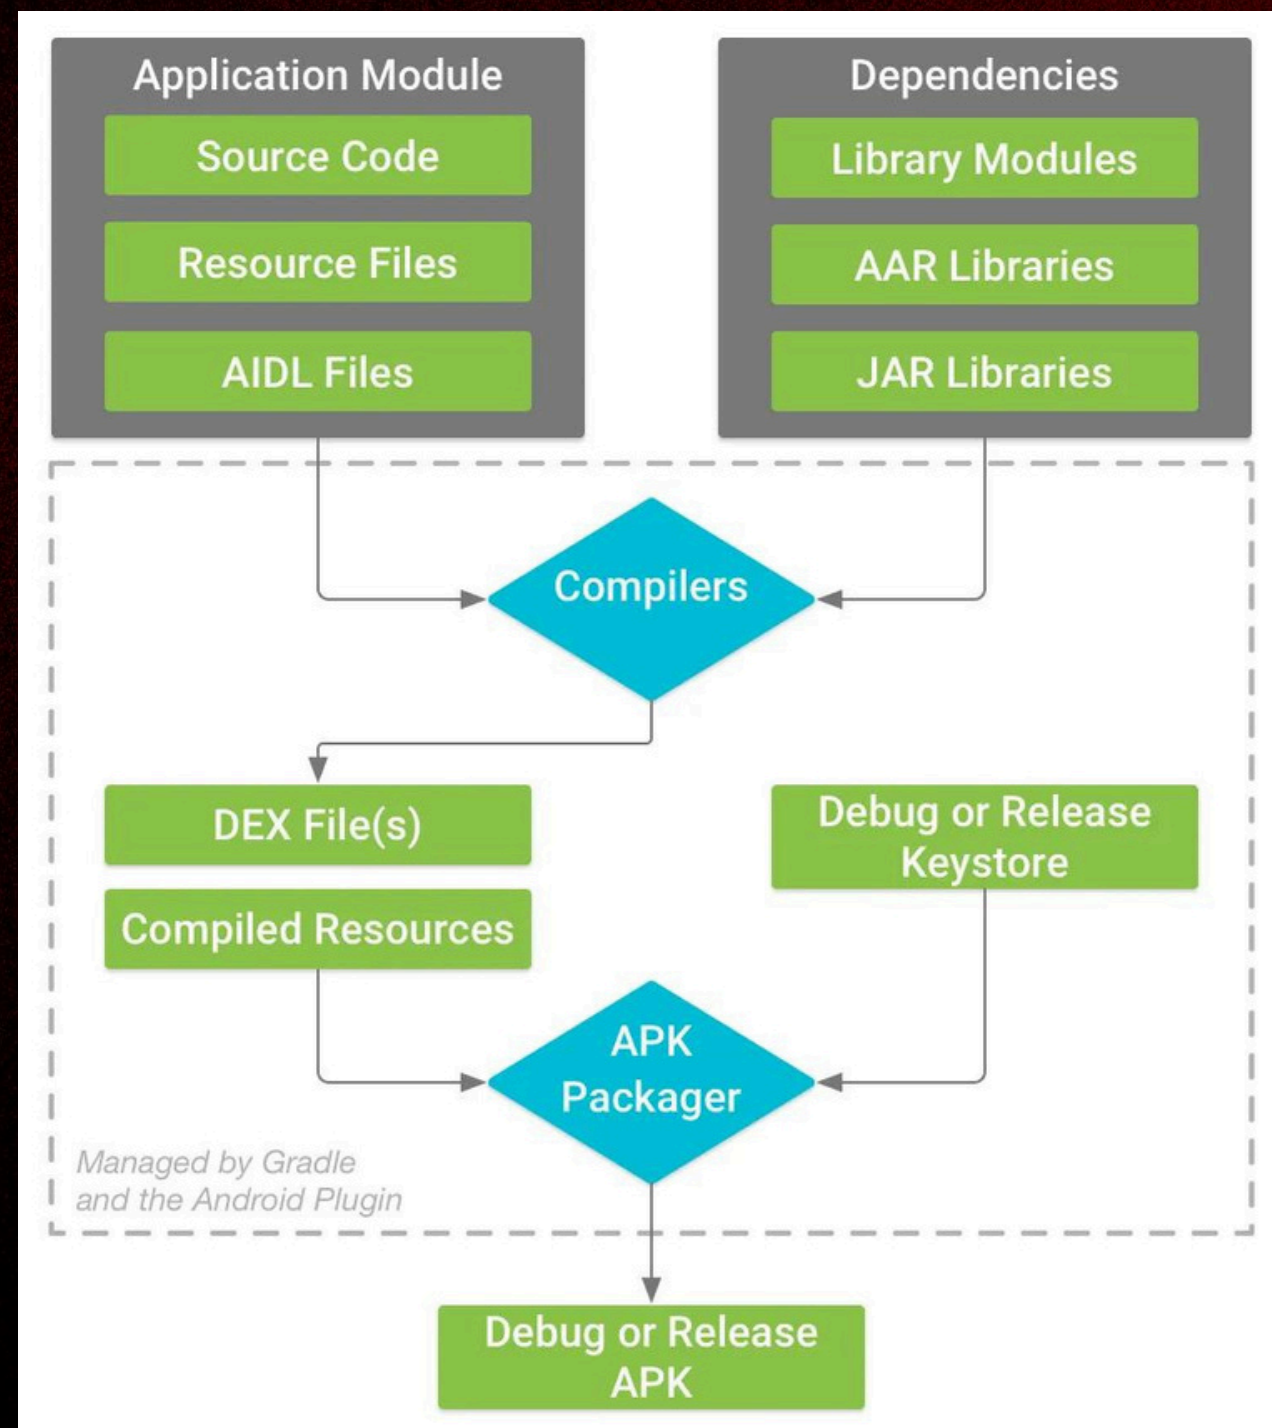 Application Module
Source Code
Resource Files
AIDL Files
Dependencies
Library Modules
AAR Libraries
JAR Libraries
Compilers
DEX File(s)
Compiled Resources
Debug or Release
Keystore
APK
Packager
Managed by Gradle
and the Android Plugin
Debug or Release
APK